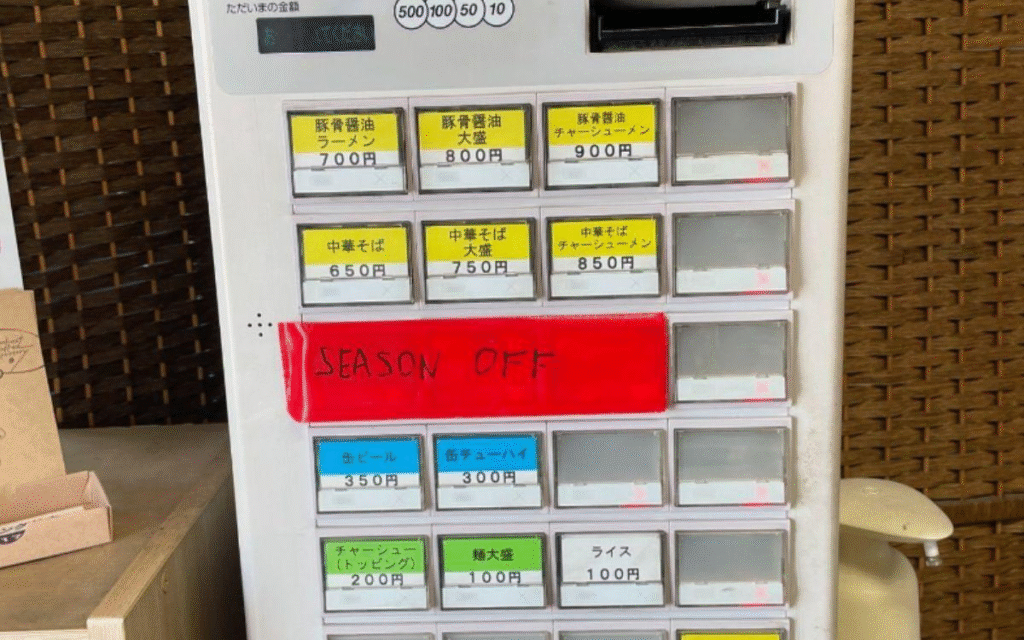 ただいまの金額
500 100 50 10
豚骨醤油
ラーメン
700円
豚骨醤油
大盛
800円
豚骨醤油
チャーシューメン
900円
中華そば
650円
中華そば
大盛
750円
中華そば
チャーシューメン
850円
SEASON OFF
缶ビール
350円
缶チューハイ
300円
チャーシュー
(トッピング)
200円
麺大盛
100円
ライス
100円